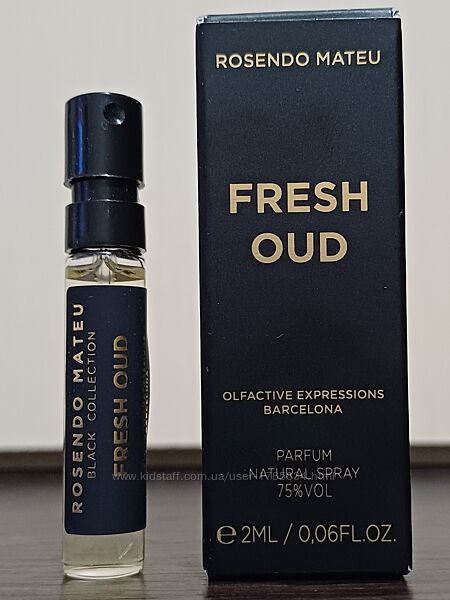 ROSENDO MATEU
FRESH
OUD
OLFACTIVE EXPRESSIONS
BARCELONA
PARFUM
NATURAL SPRAY
75%VOL
℮ 2ML / 0,06FL.OZ.
ROSENDO MATEU
BLACK COLLECTION
FRESH OUD